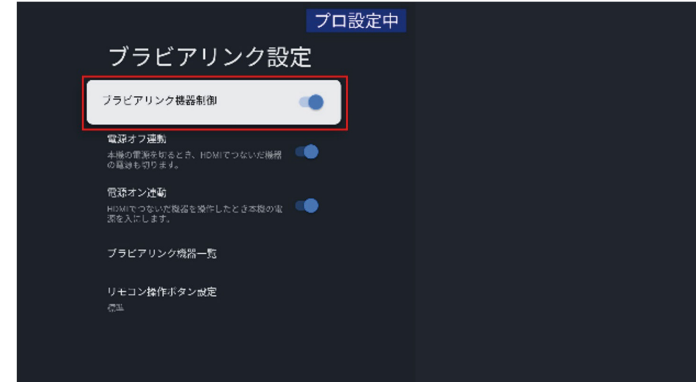 プロ設定中
ブラビアリンク設定
ブラビアリンク機器制御
電源オフ連動
本機の電源を切るとき、HDMIでつないだ機器
の電源も切ります。
電源オン連動
HDMIでつないだ機器を操作したとき本機の電
源を入にします。
ブラビアリンク機器一覧
リモコン操作ボタン設定
標準